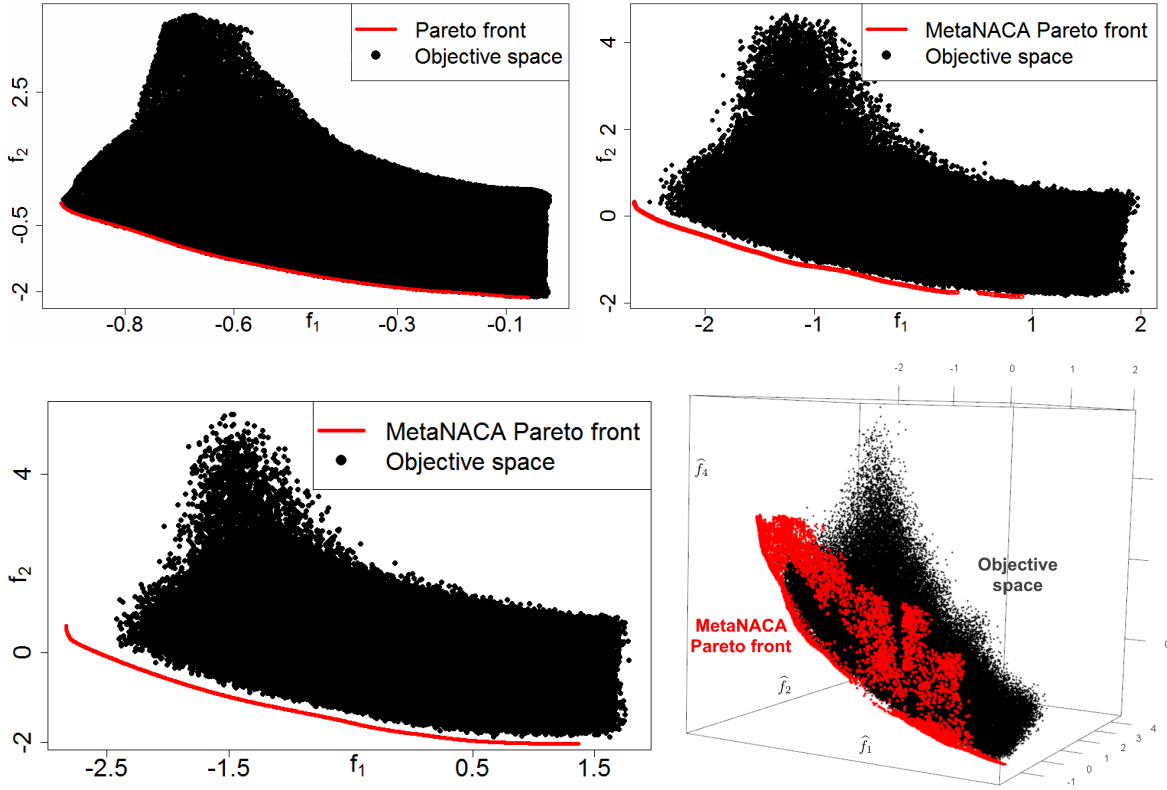 Pareto front
Objective space
2.5
-0.5
-2
f2
-0.8
-0.6
-0.3
-0.1
f1
MetaNACA Pareto front
Objective space
4
2
0
-2
f2
-2
-1
1
2
f1
MetaNACA Pareto front
Objective space
4
2
0
-2
f2
-2.5
-1.5
0.5
1.5
f1
-2
-1
0
1
2
f̂4
Objective
space
MetaNACA
Pareto front
f̂2
f̂1
0
-1
0
1
2
3
4